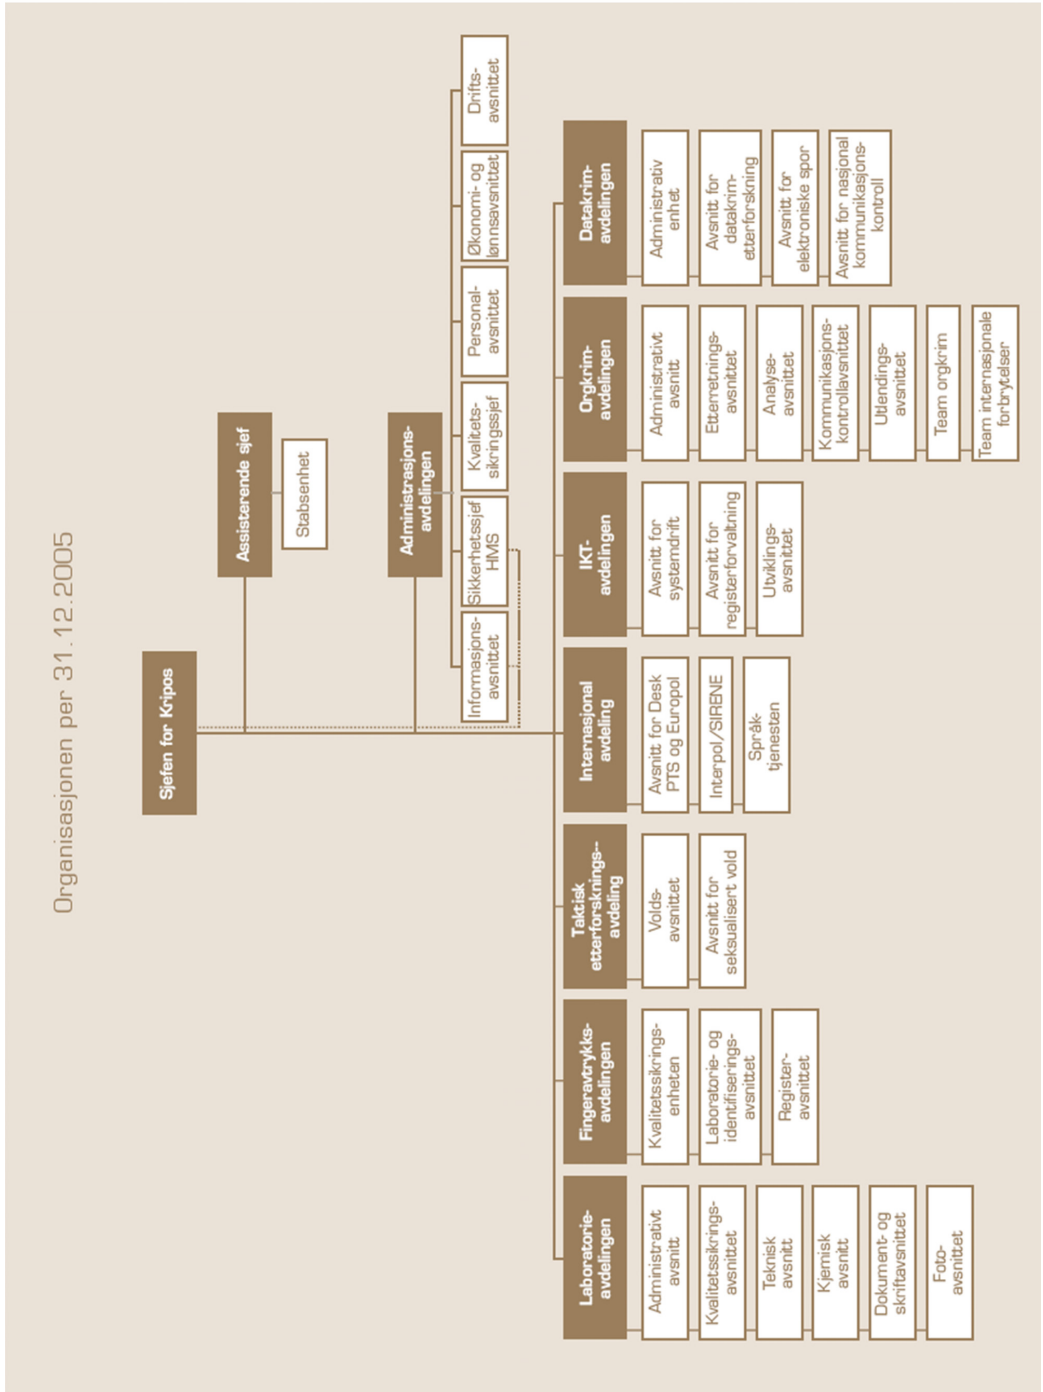 Organisasjonen per 31.12.2005
Sjefen for Kripos
Assisterende sjef
Stabsenhet
Administrasjons-
avdelingen
Informasjons-
avsnittet
Sikkerhetssjef
HMS
Kvalitets-
sikringssjef
Personal-
avsnittet
Økonomi- og
lønnsavsnittet
Drifts-
avsnittet
Laboratorie-
avdelingen
Administrativt
avsnitt
Kvalitetssikrings-
avsnittet
Teknisk
avsnitt
Kjemisk
avsnitt
Dokument- og
skriftavsnittet
Foto-
avsnittet
Fingeravtrykks-
avdelingen
Kvalitetssikrings-
enheten
Laboratorie- og
identifiserings-
avsnittet
Register-
avsnittet
Taktisk
etterforsknings--
avdeling
Volds-
avsnittet
Avsnitt for
seksualisert vold
Internasjonal
avdeling
Avsnitt for Desk
PTS og Europol
Interpol/SIRENE
Språk-
tjenesten
IKT-
avdelingen
Avsnitt for
systemdrift
Avsnitt for
registerforvaltning
Utviklings-
avsnittet
Orgkrim-
avdelingen
Administrativt
avsnitt
Etterretnings-
avsnittet
Analyse-
avsnittet
Kommunikasjons-
kontrollavsnittet
Utlendings-
avsnittet
Team orgkrim
Team internasjonale
forbrytelser
Datakrim-
avdelingen
Administrativ
enhet
Avsnitt for
datakrim-
etterforskning
Avsnitt for
elektroniske spor
Avsnitt for nasjonal
kommunikasjons-
kontroll